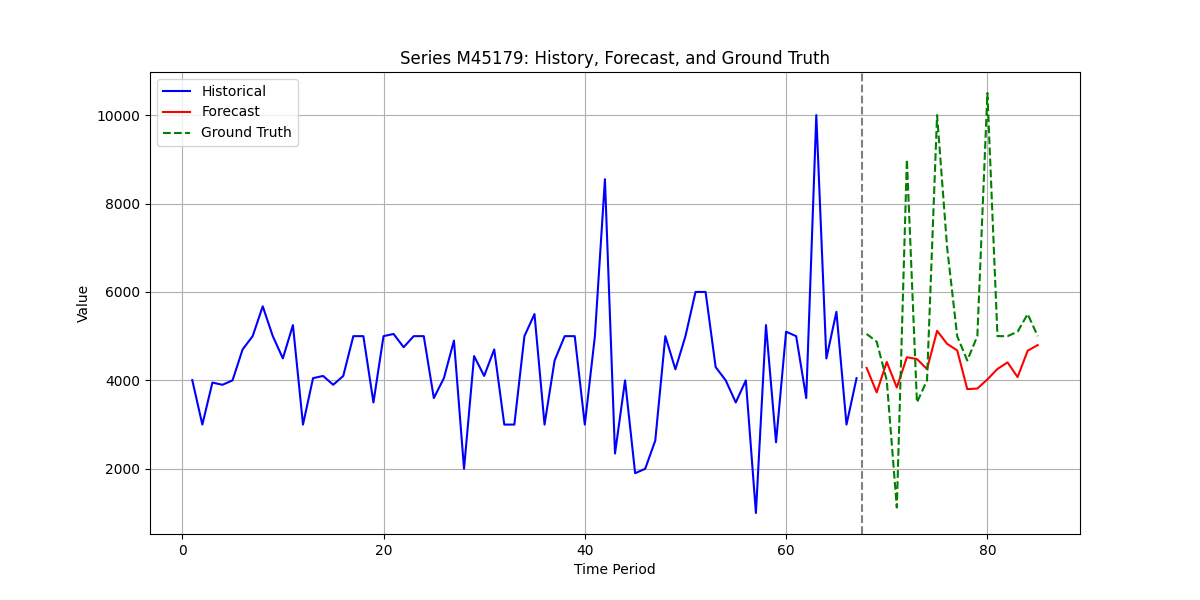 Series M45179: History, Forecast, and Ground Truth
Historical
Forecast
Ground Truth
10000
8000
6000
4000
2000
Value
0
20
40
60
80
Time Period